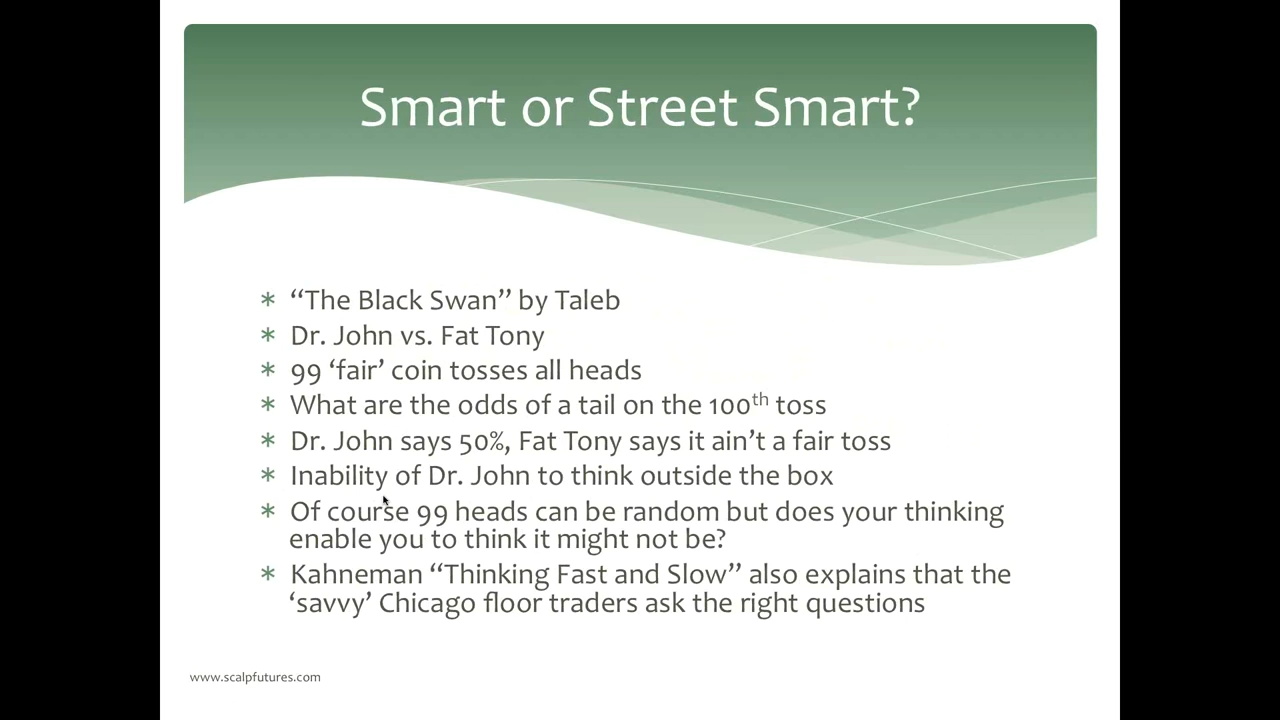 Smart or Street Smart?
* “The Black Swan” by Taleb
* Dr. John vs. Fat Tony
* 99 ‘fair’ coin tosses all heads
* What are the odds of a tail on the 100th toss
* Dr. John says 50%, Fat Tony says it ain’t a fair toss
* Inability of Dr. John to think outside the box
* Of course 99 heads can be random but does your thinking
enable you to think it might not be?
* Kahneman “Thinking Fast and Slow” also explains that the
‘savvy’ Chicago floor traders ask the right questions
www.scalpfutures.com